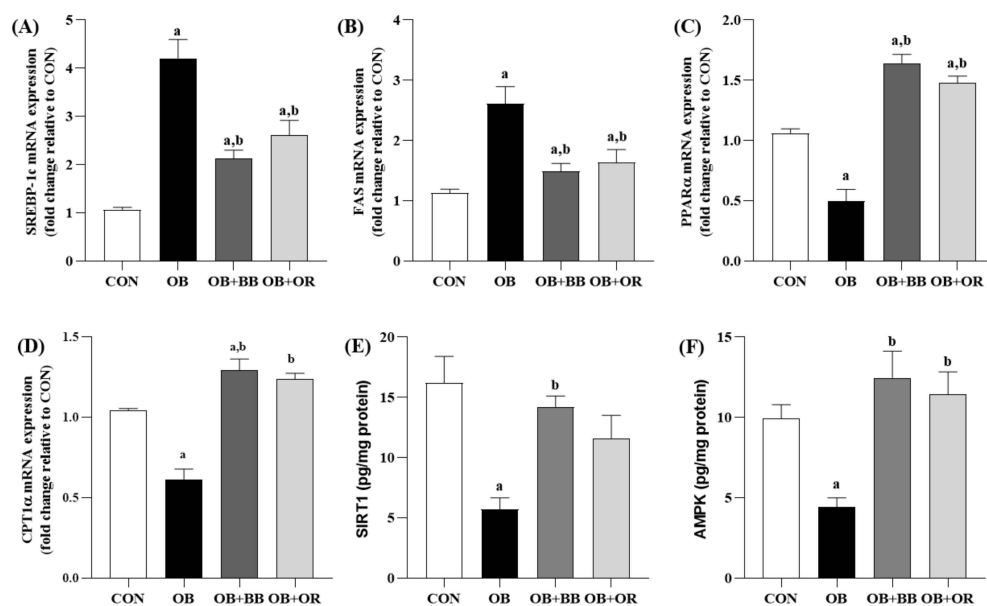 (A)
SREBP-1c mRNA expression
(fold change relative to CON)
5
4
3
2
1
0
a
a,b
a,b
CON
OB
OB+BB
OB+OR
(B)
FAS mRNA expression
(fold change relative to CON)
4
3
2
1
0
a
a,b
a,b
CON
OB
OB+BB
OB+OR
(C)
PPARα mRNA expression
(fold change relative to CON)
2.0
1.5
1.0
0.5
0.0
a
a,b
a,b
CON
OB
OB+BB
OB+OR
(D)
CPT1α mRNA expression
(fold change relative to CON)
1.5
1.0
0.5
0.0
a
a,b
b
CON
OB
OB+BB
OB+OR
(E)
SIRT1 (pg/mg protein)
20
15
10
5
0
a
b
CON
OB
OB+BB
OB+OR
(F)
AMPK (pg/mg protein)
15
10
5
0
a
b
b
CON
OB
OB+BB
OB+OR